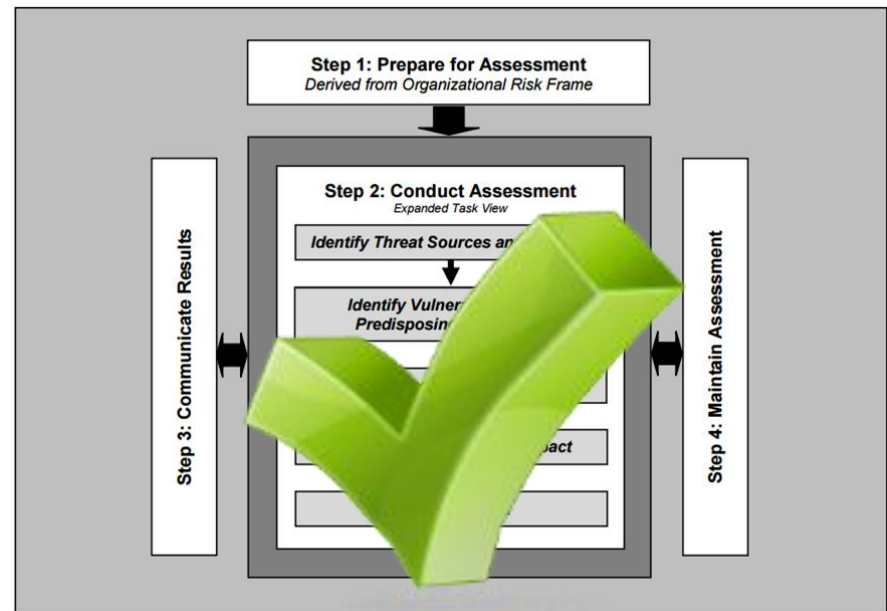 Step 1: Prepare for Assessment
Derived from Organizational Risk Frame
Step 2: Conduct Assessment
Expanded Task View
Identify Threat Sources
Identify
Predisposing
Step 3: Communicate Results
Step 4: Maintain Assessment